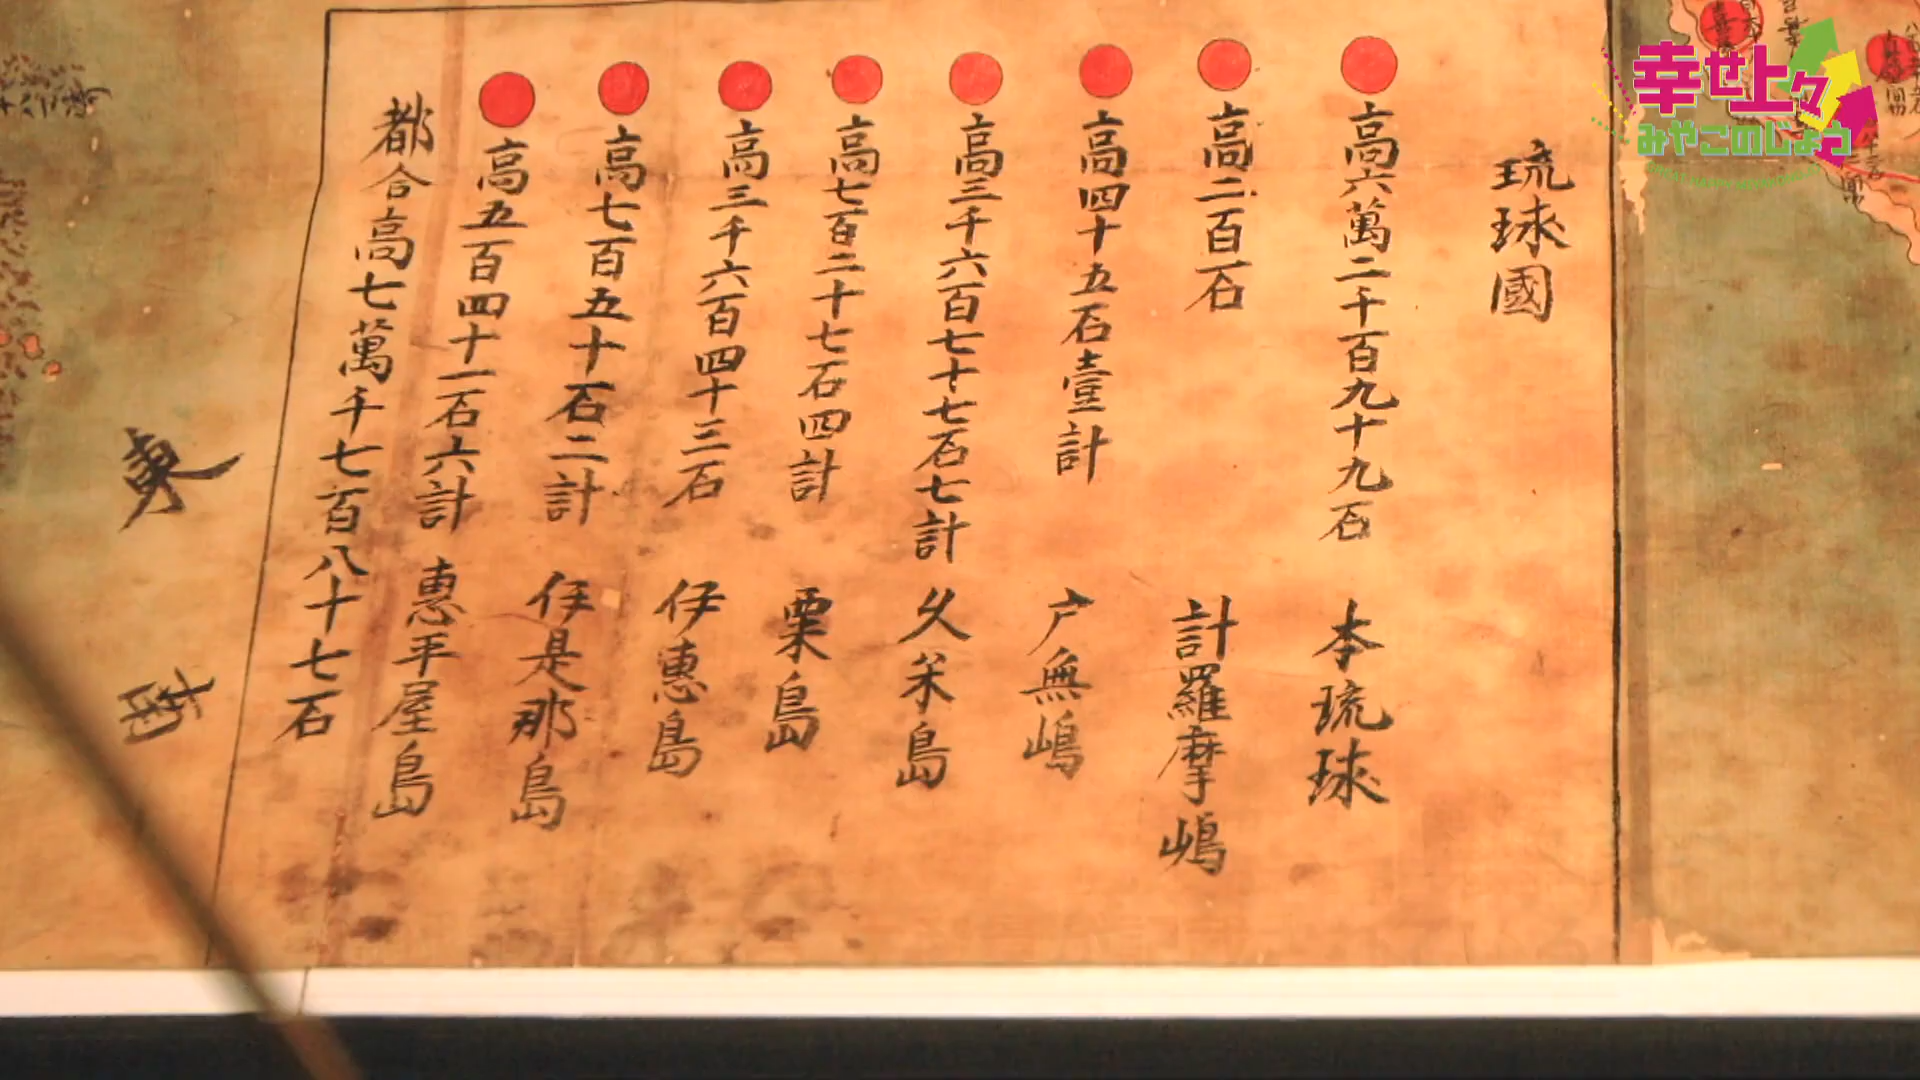 琉球國
高六萬二千百九十九石 本琉球
高二百石 計羅摩嶋
高四十五石壹計 戸無嶋
高三千六百七十七石七計 久米島
高七百二十七石四計 粟島
高三千六百四十三石 伊惠島
高七百五十石二計 伊是那島
高五百四十一石六計 惠平屋島
都合高七萬千七百八十七石
東
南
幸せ上々
みやこのじょう